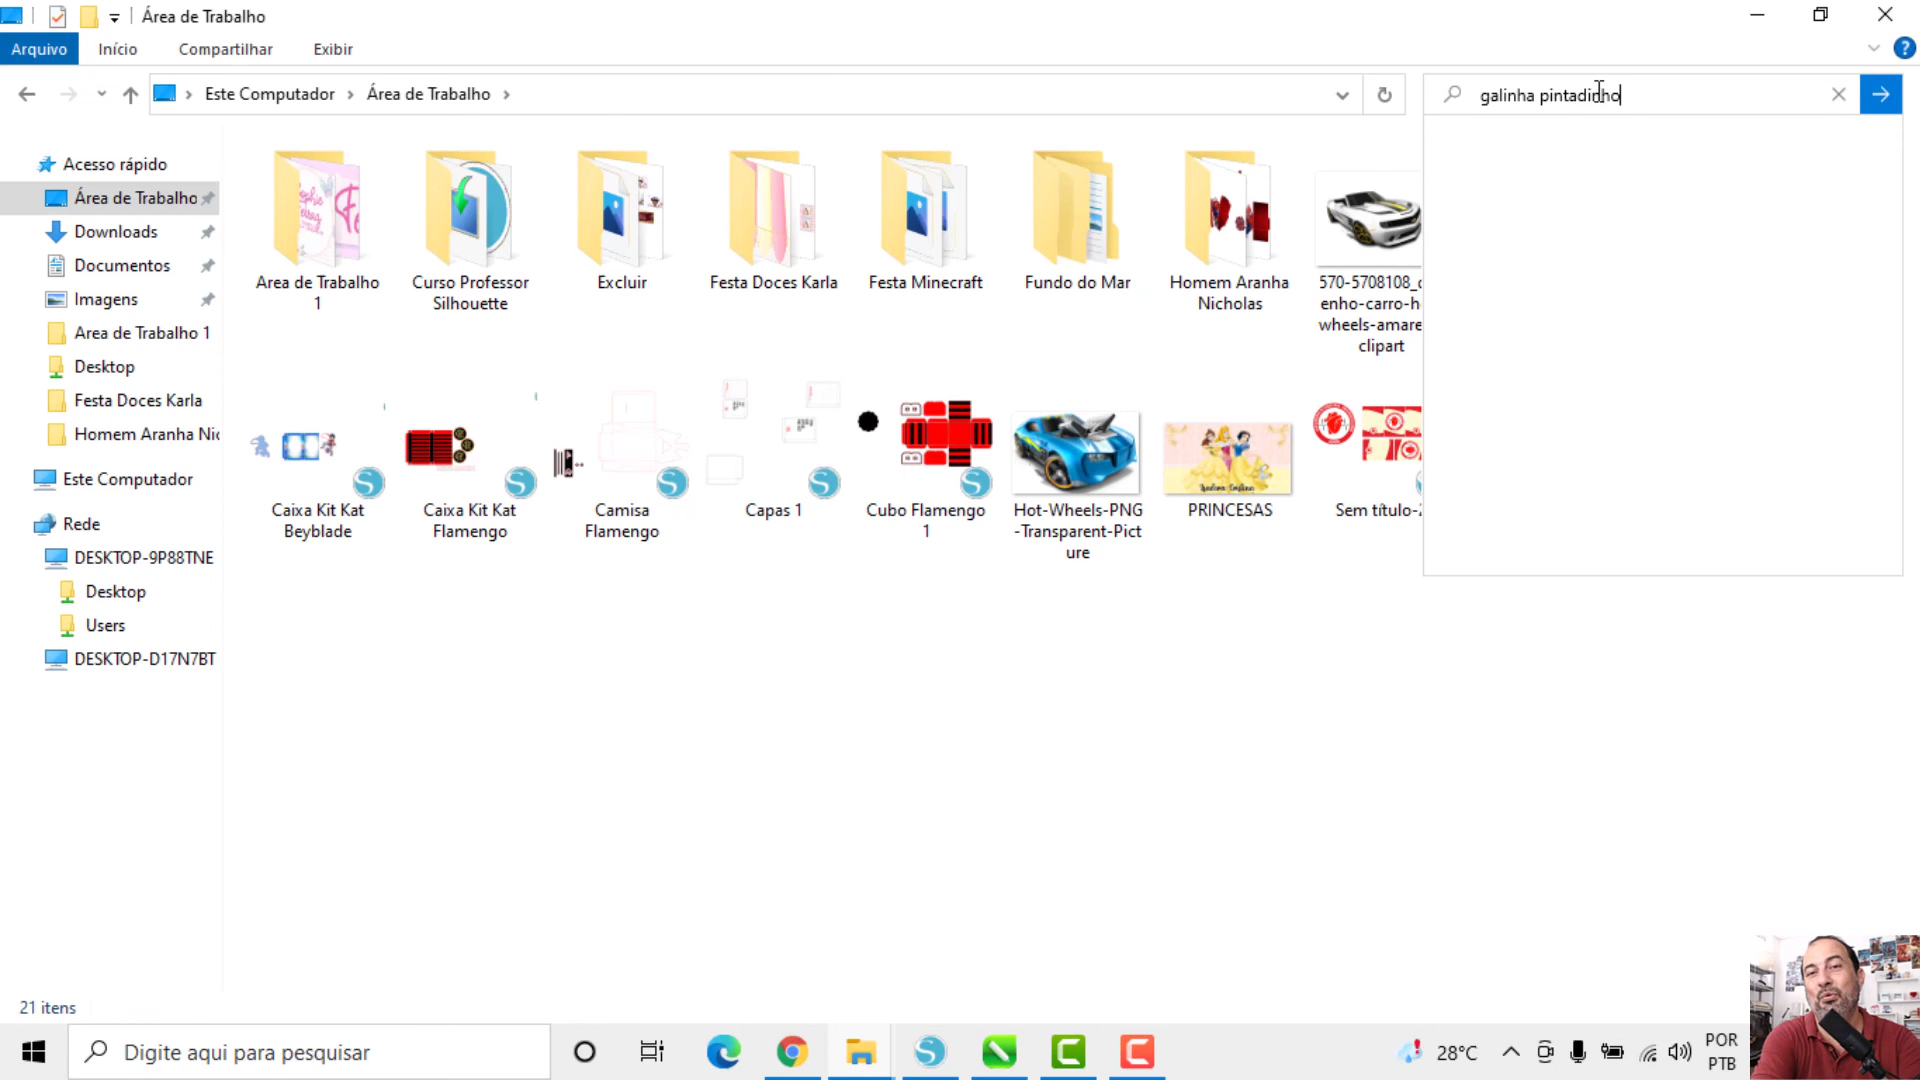 Área de Trabalho
Arquivo
Início
Compartilhar
Exibir
Este Computador
Área de Trabalho
galinha pintadinho
Acesso rápido
Área de Trabalho
Downloads
Documentos
Imagens
Area de Trabalho 1
Desktop
Festa Doces Karla
Homem Aranha Nic
Este Computador
Rede
DESKTOP-9P88TNE
Desktop
Users
DESKTOP-D17N7BT
Area de Trabalho
1
Curso Professor
Silhouette
Excluir
Festa Doces Karla
Festa Minecraft
Fundo do Mar
Homem Aranha
Nicholas
570-5708108_d
enho-carro-h
wheels-amare
clipart
Caixa Kit Kat
Beyblade
Caixa Kit Kat
Flamengo
Camisa
Flamengo
Capas 1
Cubo Flamengo
1
Hot-Wheels-PNG
-Transparent-Pict
ure
PRINCESAS
Sem título-2
21 itens
Digite aqui para pesquisar
28°C
POR
PTB